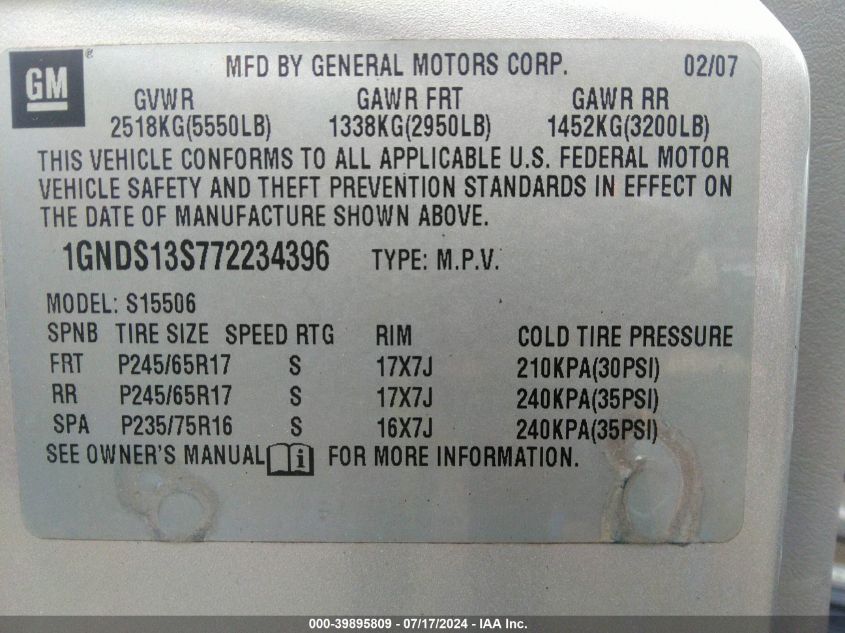 GM ®
MFD BY GENERAL MOTORS CORP. 02/07
GVWR GAWR FRT GAWR RR
2518KG(5550LB) 1338KG(2950LB) 1452KG(3200LB)
THIS VEHICLE CONFORMS TO ALL APPLICABLE U.S. FEDERAL MOTOR
VEHICLE SAFETY AND THEFT PREVENTION STANDARDS IN EFFECT ON
THE DATE OF MANUFACTURE SHOWN ABOVE.
1GNDS13S772234396 TYPE: M.P.V.
MODEL: S15506
SPNB TIRE SIZE SPEED RTG RIM COLD TIRE PRESSURE
FRT P245/65R17 S 17X7J 210KPA(30PSI)
RR P245/65R17 S 17X7J 240KPA(35PSI)
SPA P235/75R16 S 16X7J 240KPA(35PSI)
SEE OWNER'S MANUAL i FOR MORE INFORMATION.
000-39895809 - 07/17/2024 - IAA Inc.